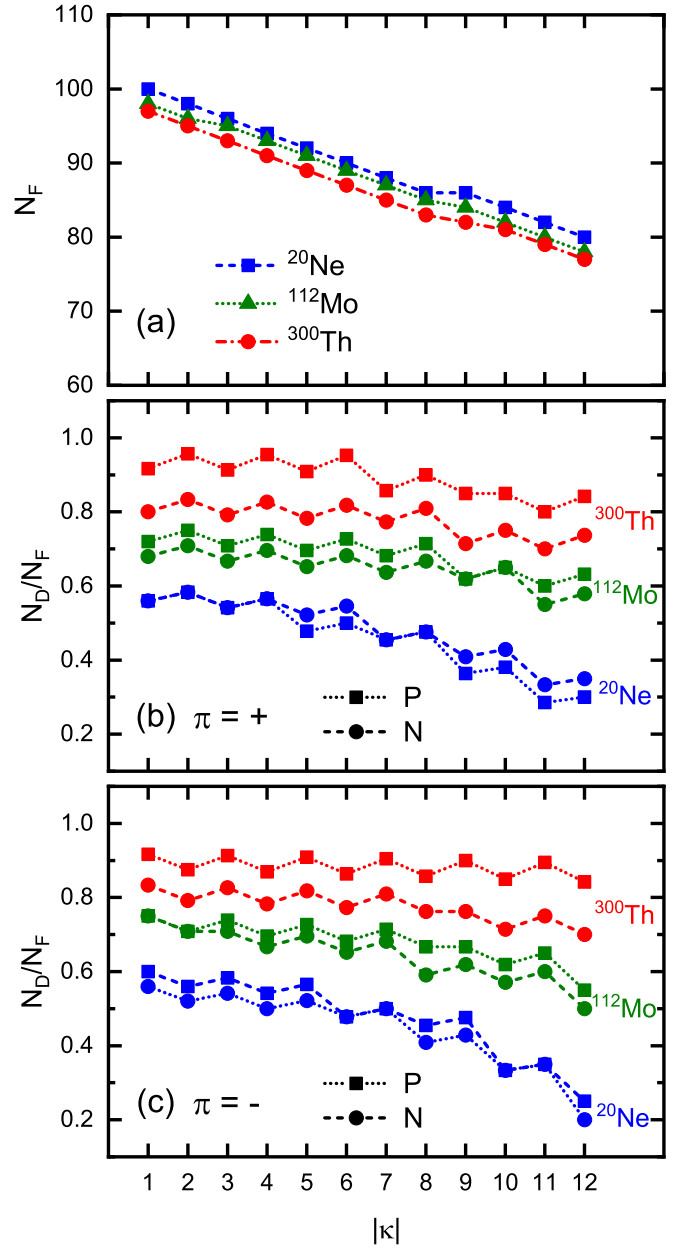 110
100
90
80
70
60
N_F
²⁰Ne
¹¹²Mo
³⁰⁰Th
(a)
1.0
0.8
0.6
0.4
0.2
N_D/N_F
³⁰⁰Th
¹¹²Mo
²⁰Ne
P
N
(b) π = +
1.0
0.8
0.6
0.4
0.2
N_D/N_F
³⁰⁰Th
¹¹²Mo
²⁰Ne
P
N
(c) π = -
1 2 3 4 5 6 7 8 9 10 11 12
|κ|